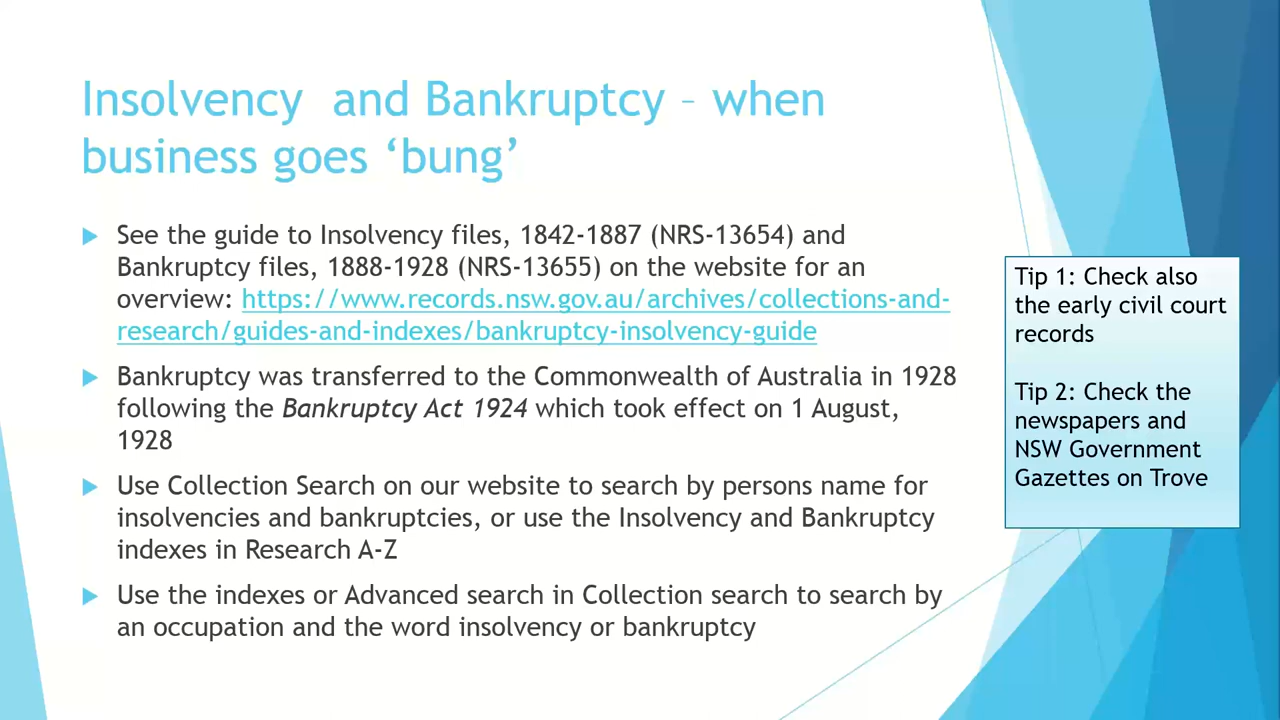 Insolvency  and Bankruptcy – when
business goes ‘bung’
See the guide to Insolvency files, 1842-1887 (NRS-13654) and
Bankruptcy files, 1888-1928 (NRS-13655) on the website for an
overview: https://www.records.nsw.gov.au/archives/collections-and-
research/guides-and-indexes/bankruptcy-insolvency-guide
Bankruptcy was transferred to the Commonwealth of Australia in 1928
following the Bankruptcy Act 1924 which took effect on 1 August,
1928
Use Collection Search on our website to search by persons name for
insolvencies and bankruptcies, or use the Insolvency and Bankruptcy
indexes in Research A-Z
Use the indexes or Advanced search in Collection search to search by
an occupation and the word insolvency or bankruptcy
Tip 1: Check also
the early civil court
records
Tip 2: Check the
newspapers and
NSW Government
Gazettes on Trove